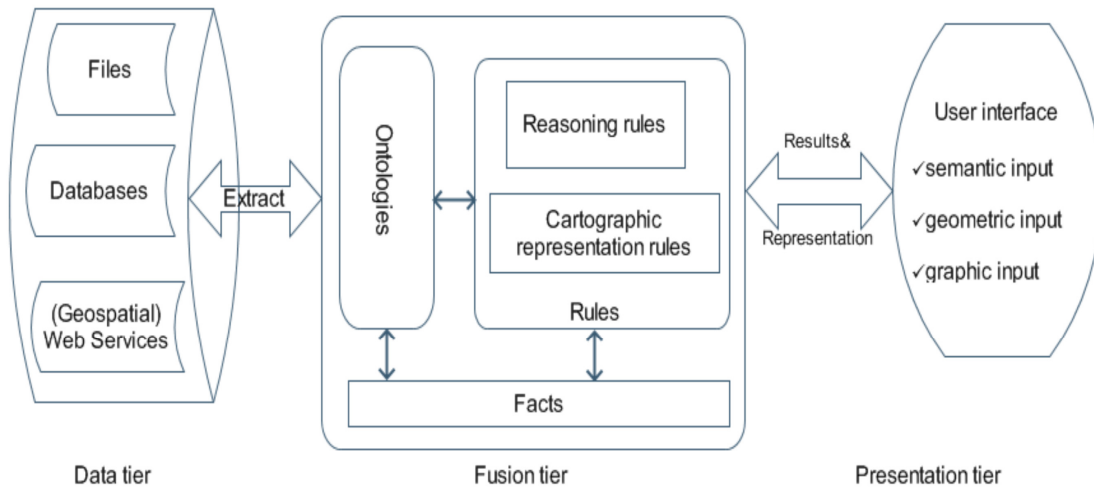 Files
Databases
(Geospatial)
Web Services
Extract
Ontologies
Reasoning rules
Cartographic
representation rules
Rules
Facts
Results&
Representation
User interface
✓semantic input
✓geometric input
✓graphic input
Data tier
Fusion tier
Presentation tier